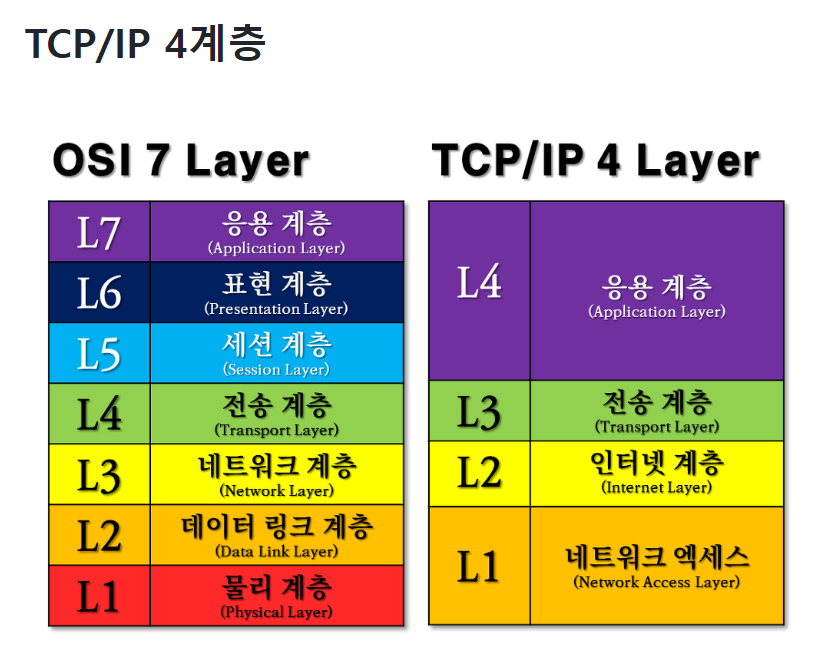 TCP/IP 4계층
OSI 7 Layer
L7
응용 계층
(Application Layer)
L6
표현 계층
(Presentation Layer)
L5
세션 계층
(Session Layer)
L4
전송 계층
(Transport Layer)
L3
네트워크 계층
(Network Layer)
L2
데이터 링크 계층
(Data Link Layer)
L1
물리 계층
(Physical Layer)
TCP/IP 4 Layer
L4
응용 계층
(Application Layer)
L3
전송 계층
(Transport Layer)
L2
인터넷 계층
(Internet Layer)
L1
네트워크 엑세스
(Network Access Layer)